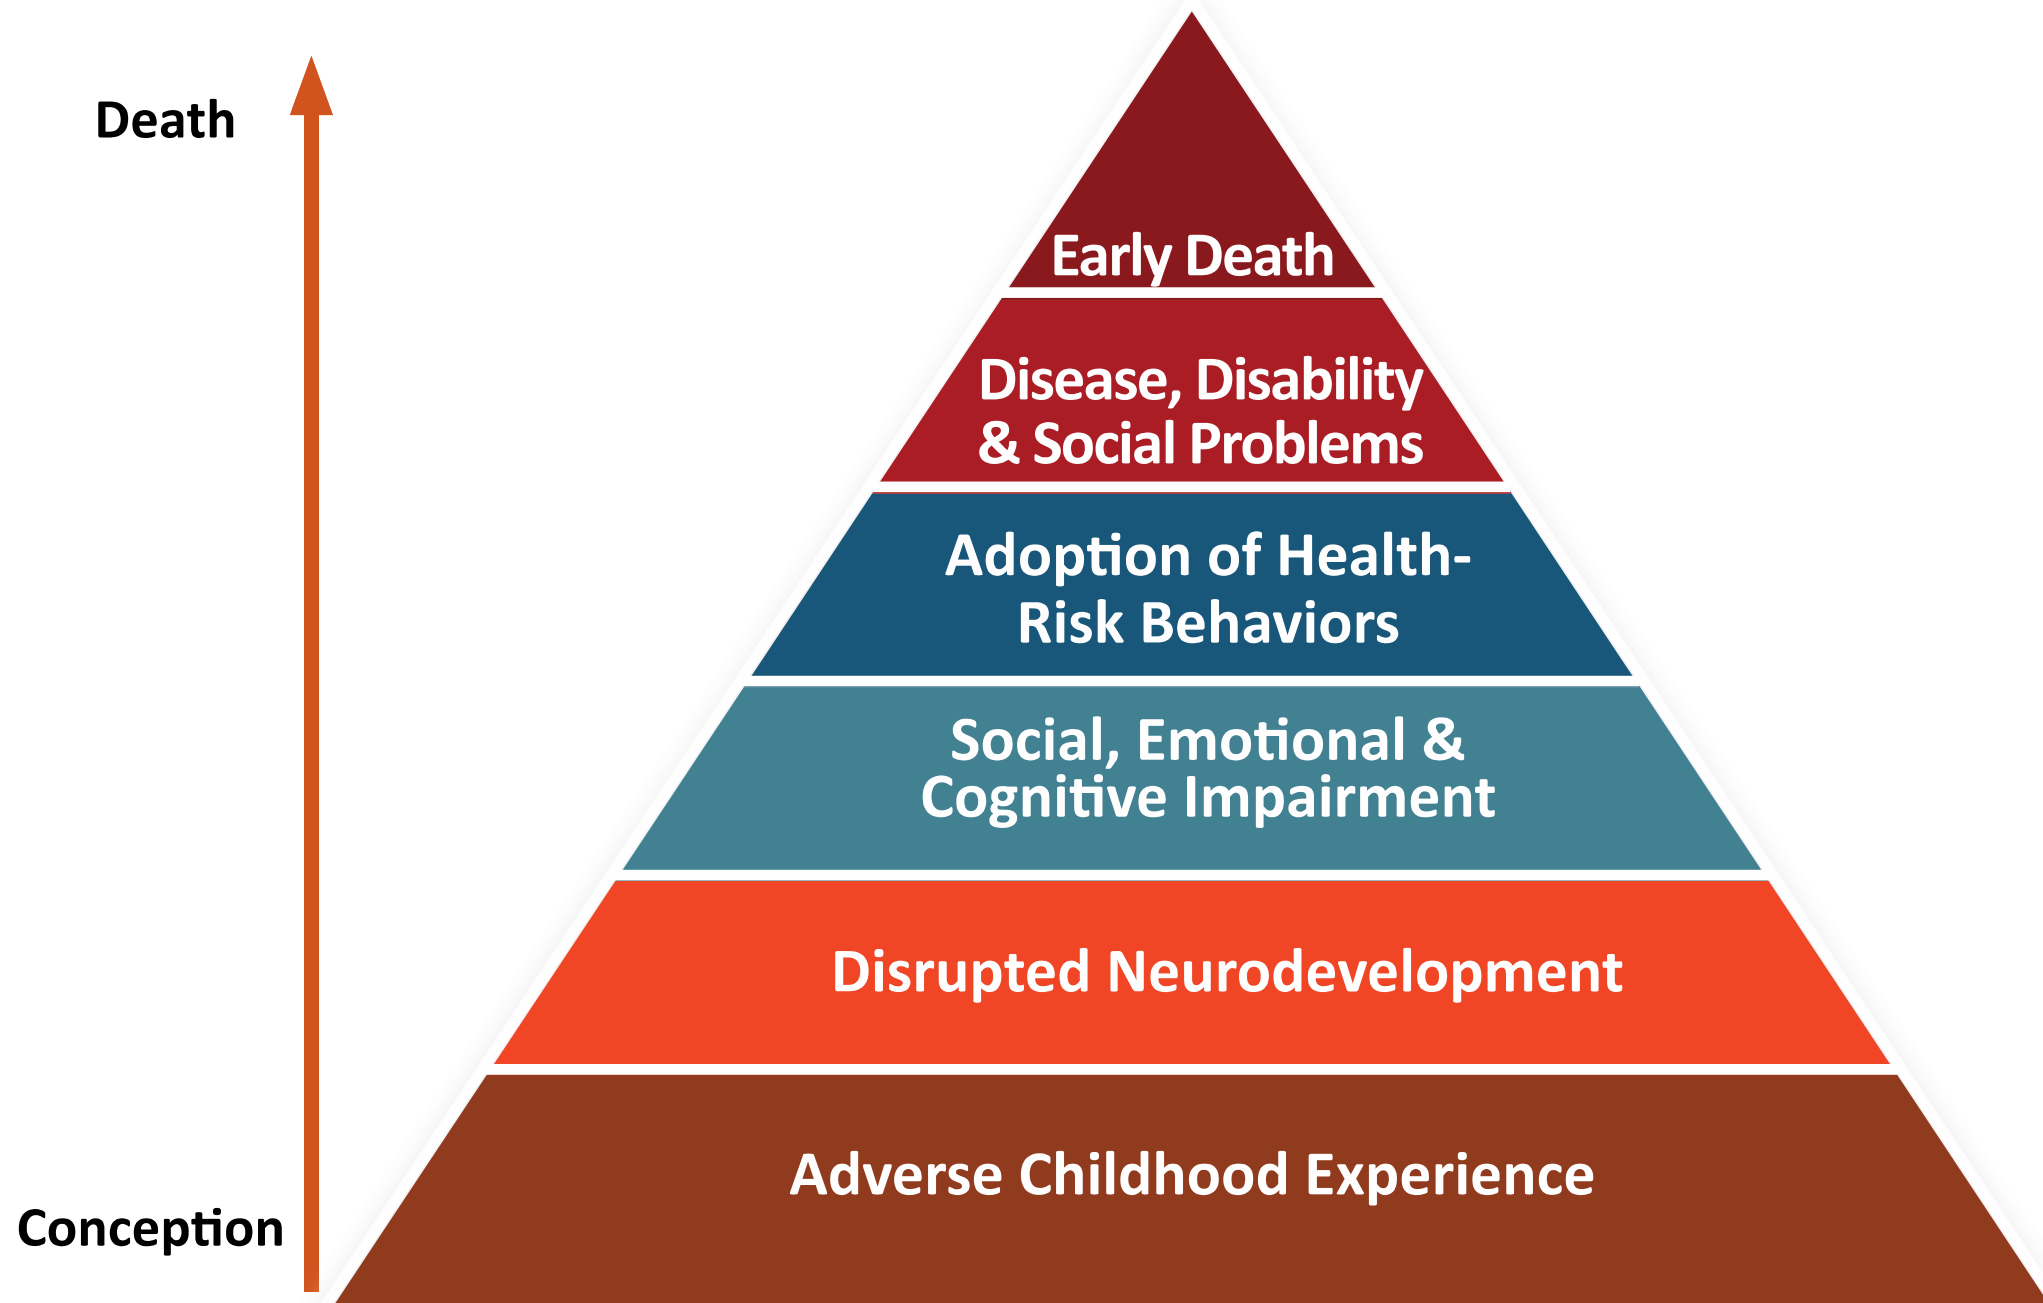 Death
Early Death
Disease, Disability
& Social Problems
Adoption of Health-
Risk Behaviors
Social, Emotional &
Cognitive Impairment
Disrupted Neurodevelopment
Adverse Childhood Experience
Conception